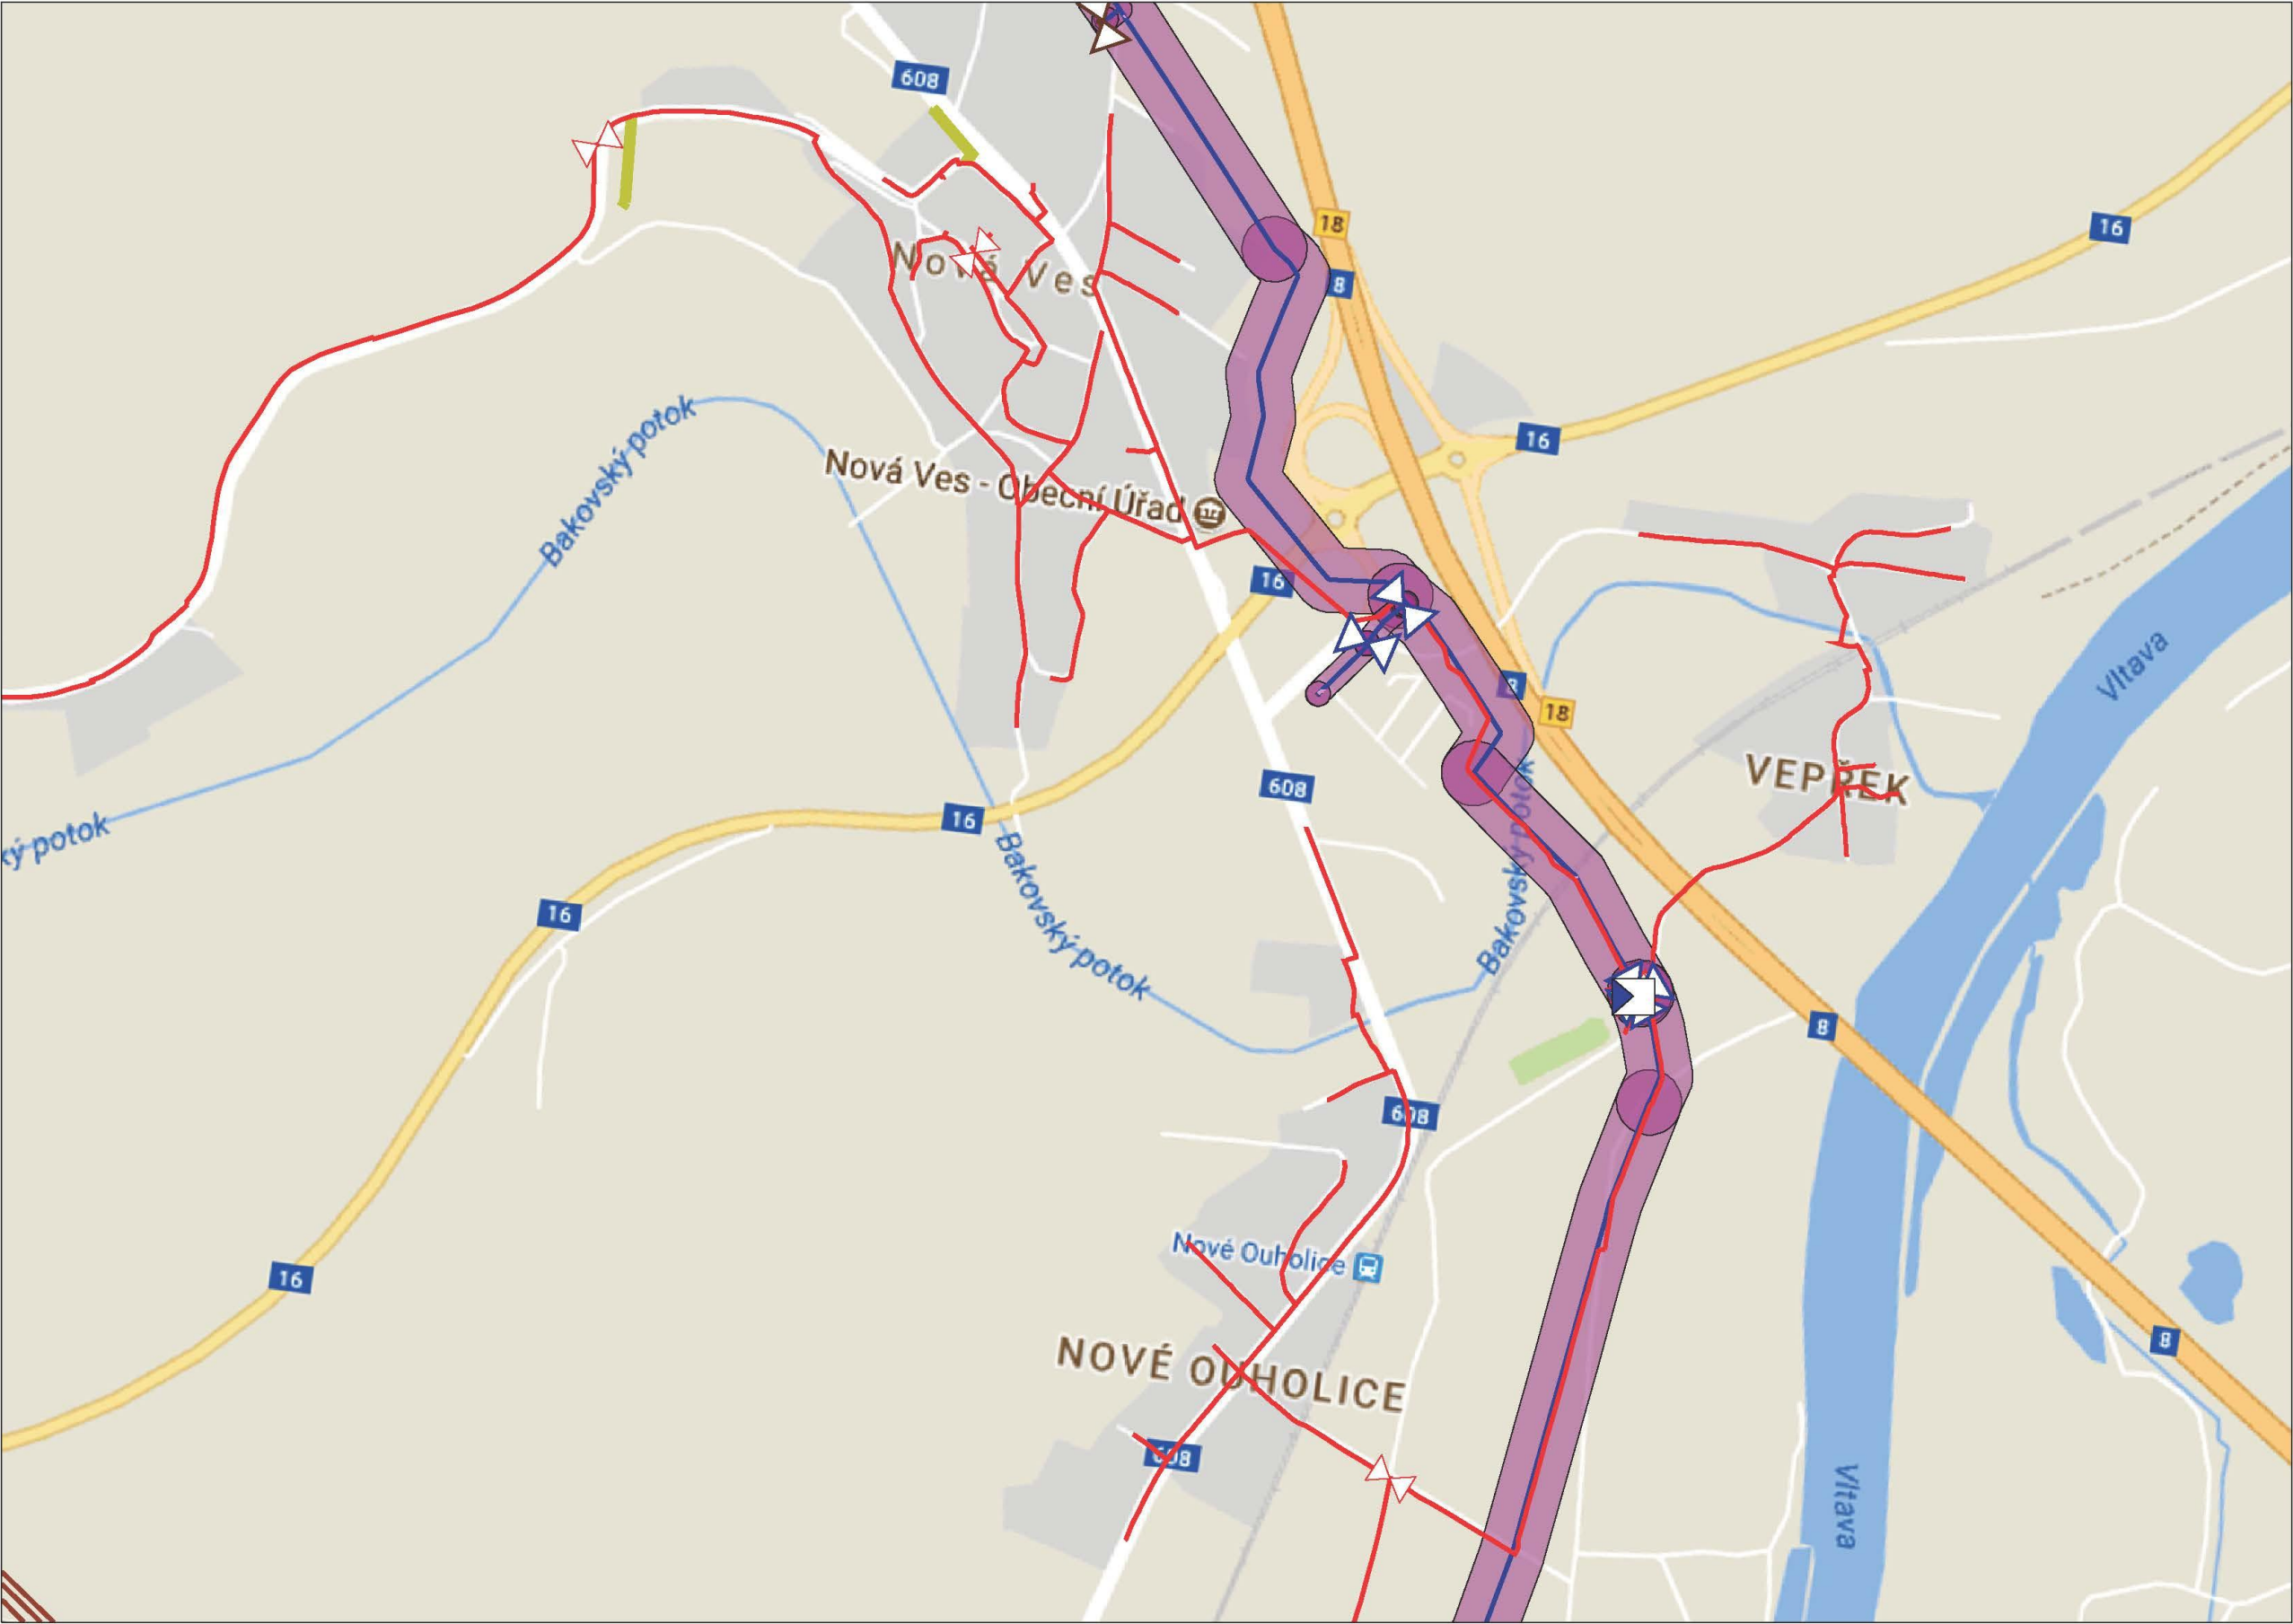 608
18
16
Nová Ves
8
Bakovský potok
16
Nová Ves - Obecní Úřad
16
Vltava
8
18
VEPŘEK
608
16
ký potok
Bakovský potok
Bakovský potok
16
8
608
Nové Ouholice
16
8
NOVÉ OUHOLICE
608
Vltava